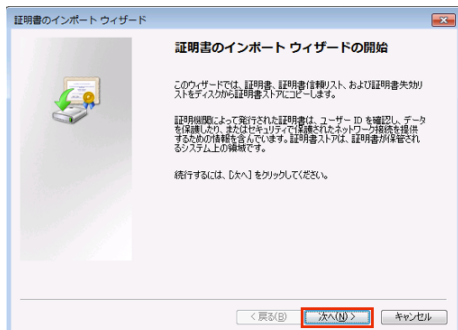 証明書のインポート ウィザード
証明書のインポート ウィザードの開始
このウィザードでは、証明書、証明書信頼リスト、および証明書失効リ
ストをディスクから証明書ストアにコピーします。
証明機関によって発行された証明書は、ユーザー ID を確認し、データ
を保護したり、またはセキュリティで保護されたネットワーク接続を提供
するための情報を含んでいます。証明書ストアは、証明書が保管され
るシステム上の領域です。
続行するには、[次へ] をクリックしてください。
< 戻る(B) 次へ(N) > キャンセル